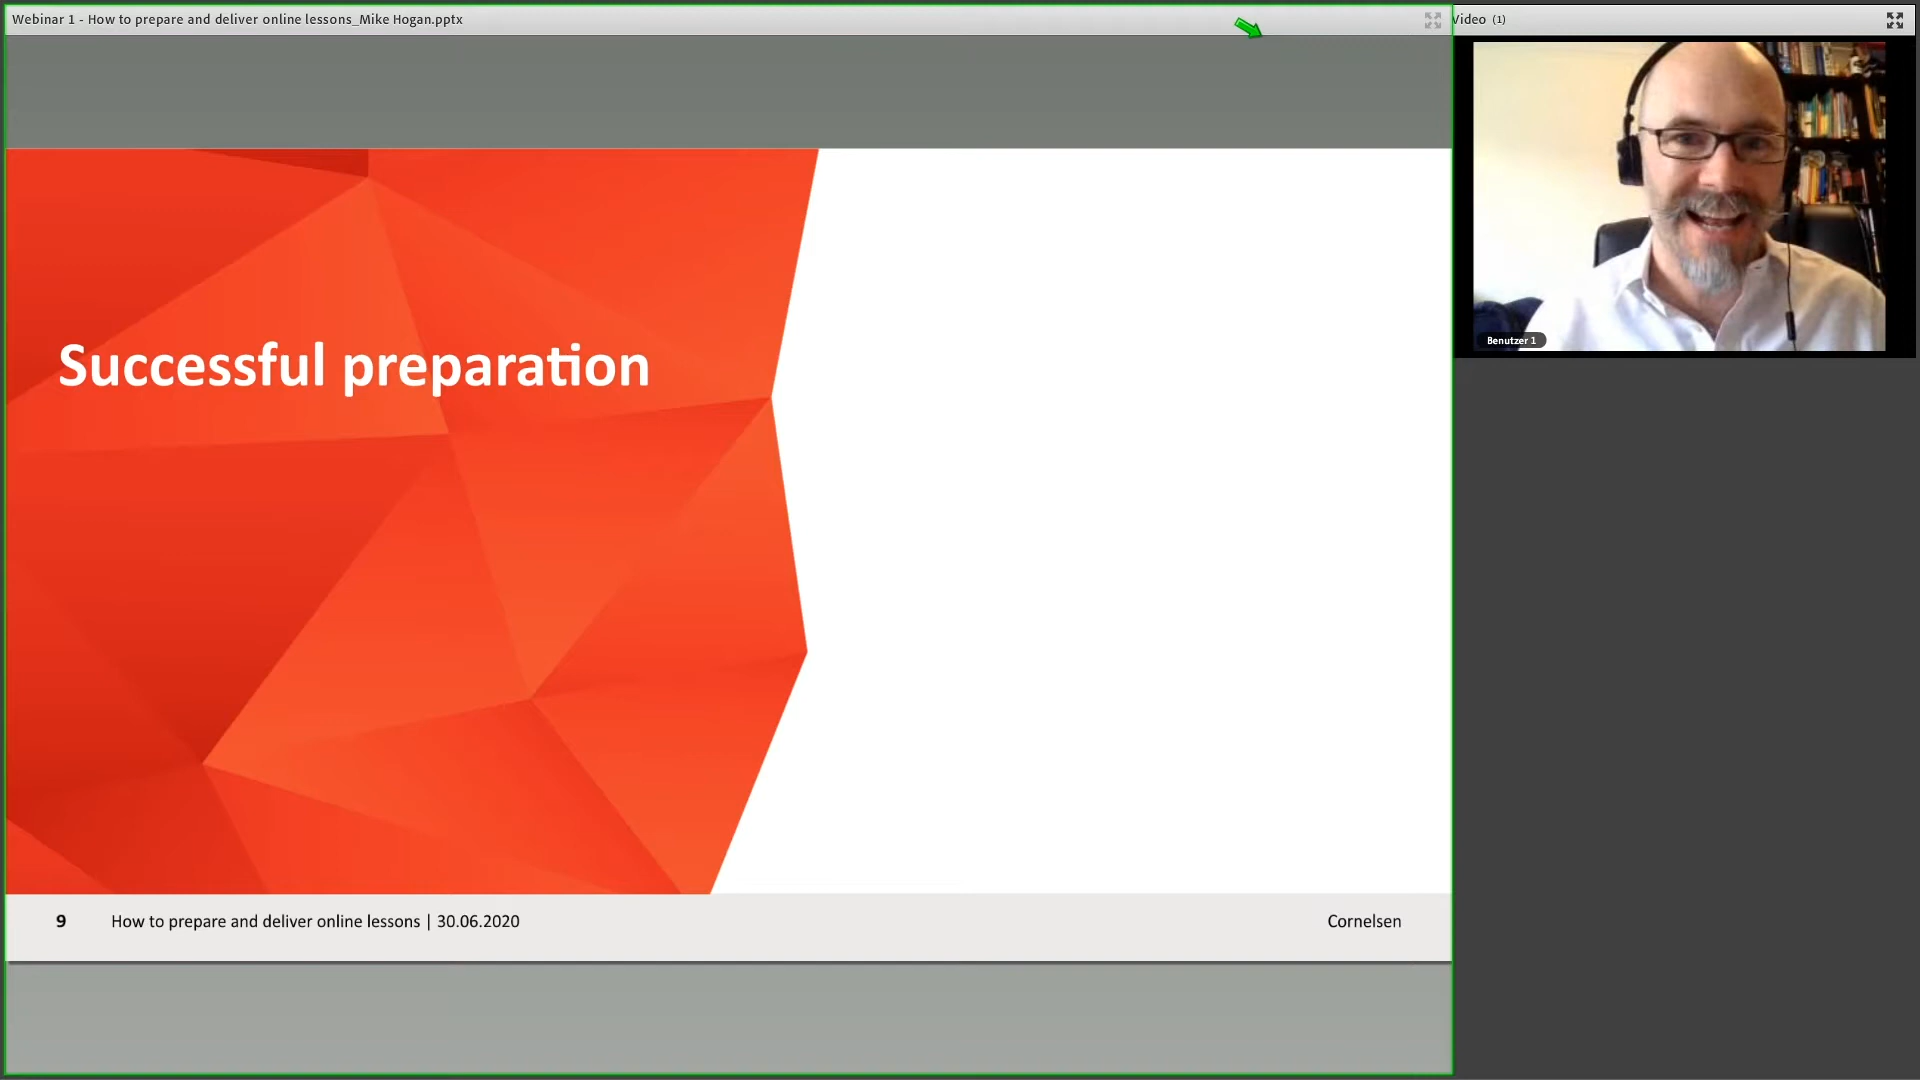 Webinar 1 - How to prepare and deliver online lessons_Mike Hogan.pptx
Video (1)
Benutzer 1
Successful preparation
9 How to prepare and deliver online lessons | 30.06.2020 Cornelsen